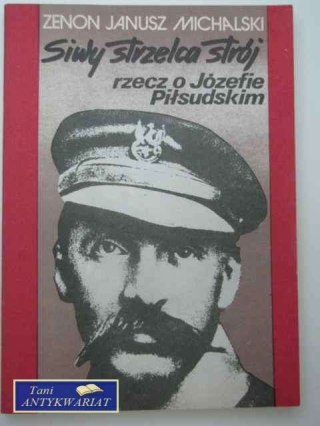 ZENON JANUSZ MICHALSKI
Siwy strzelca strój
rzecz o Józefie
Piłsudskim
Tani
ANTYKWARIAT